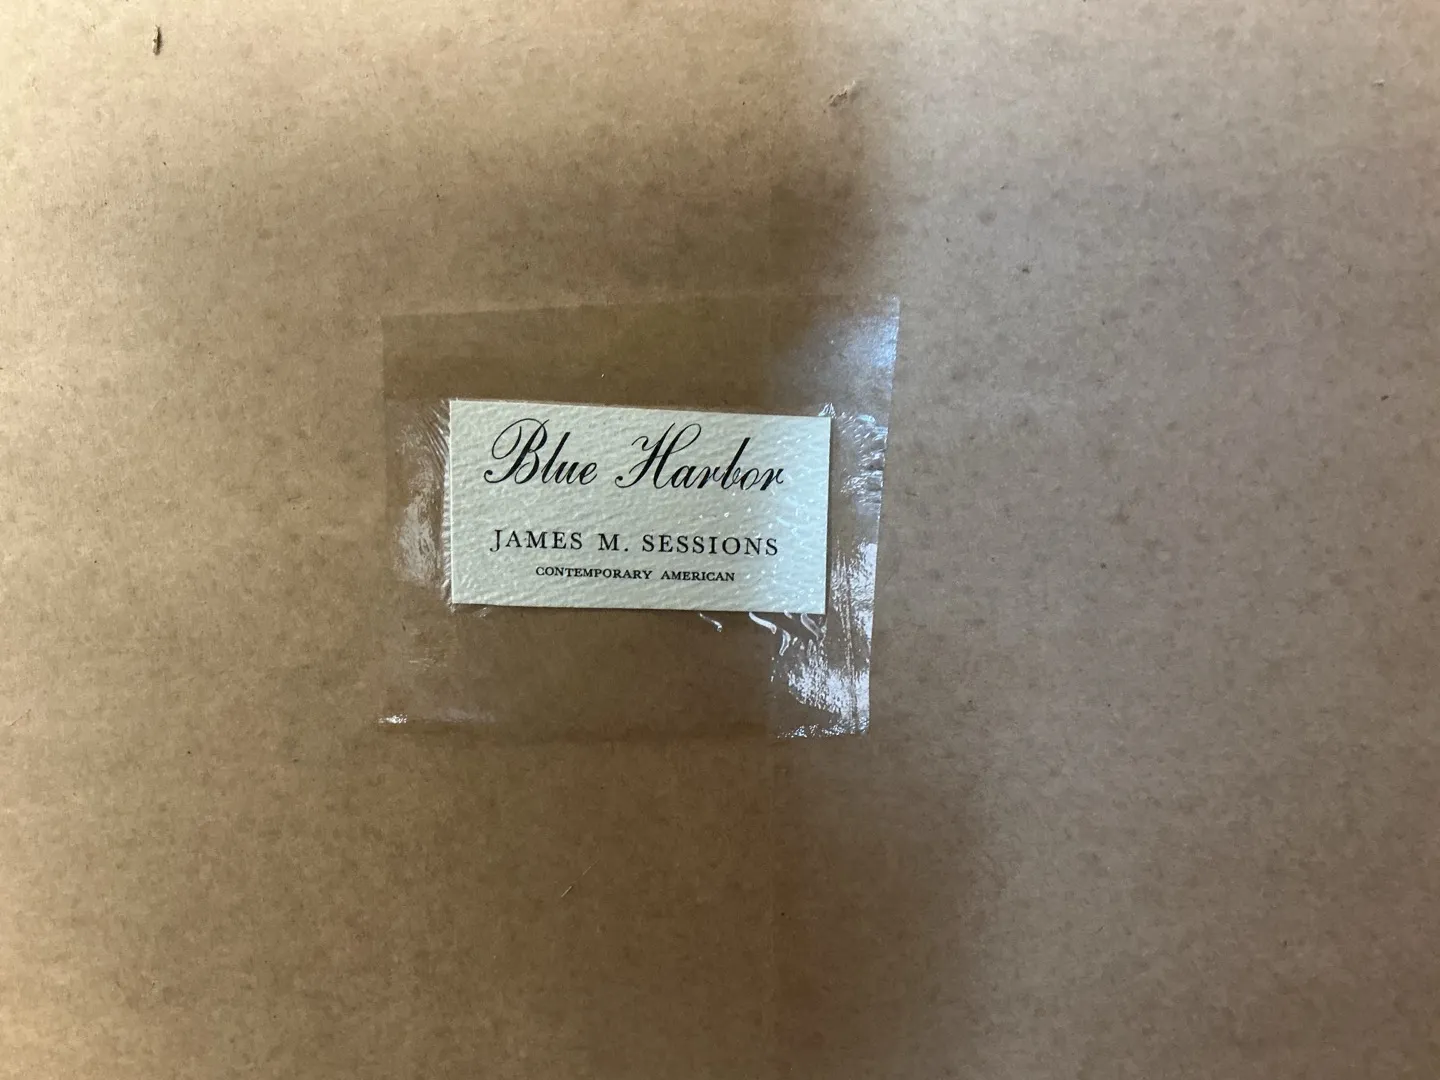 Blue Harbor
JAMES M. SESSIONS
CONTEMPORARY AMERICAN